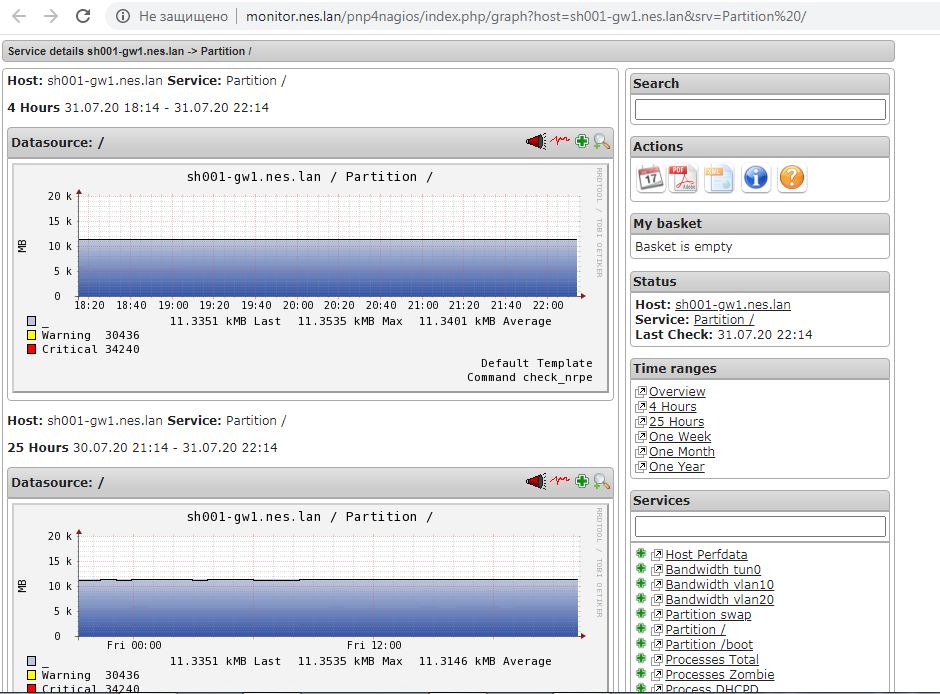 Не защищено | monitor.nes.lan/pnp4nagios/index.php/graph?host=sh001-gw1.nes.lan&srv=Partition%20/
Service details sh001-gw1.nes.lan -> Partition /
Host: sh001-gw1.nes.lan Service: Partition /
4 Hours 31.07.20 18:14 - 31.07.20 22:14
Datasource: /
sh001-gw1.nes.lan / Partition /
20 k
15 k
10 k
5 k
0
MB
18:20 18:40 19:00 19:20 19:40 20:00 20:20 20:40 21:00 21:20 21:40 22:00
RRDTOOL / TOBI OETIKER
_ 11.3351 kMB Last 11.3535 kMB Max 11.3401 kMB Average
Warning 30436
Critical 34240
Default Template
Command check_nrpe
Host: sh001-gw1.nes.lan Service: Partition /
25 Hours 30.07.20 21:14 - 31.07.20 22:14
Datasource: /
sh001-gw1.nes.lan / Partition /
20 k
15 k
10 k
5 k
0
MB
Fri 00:00 Fri 12:00
RRDTOOL / TOBI OETIKER
_ 11.3351 kMB Last 11.3535 kMB Max 11.3146 kMB Average
Warning 30436
Critical 34240
Search
Actions
17
PDF
Adobe
XML
i
?
My basket
Basket is empty
Status
Host: sh001-gw1.nes.lan
Service: Partition /
Last Check: 31.07.20 22:14
Time ranges
Overview
4 Hours
25 Hours
One Week
One Month
One Year
Services
Host Perfdata
Bandwidth tun0
Bandwidth vlan10
Bandwidth vlan20
Partition swap
Partition /
Partition /boot
Processes Total
Processes Zombie
Process DHCPD